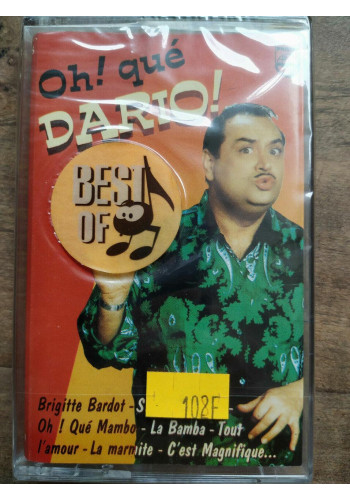 Oh! qué
DARIO!
BEST
OF
Brigitte Bardot - S
102F
Oh ! Qué Mambo - La Bamba - Tout
l'amour - La marmite - C'est Magnifique...